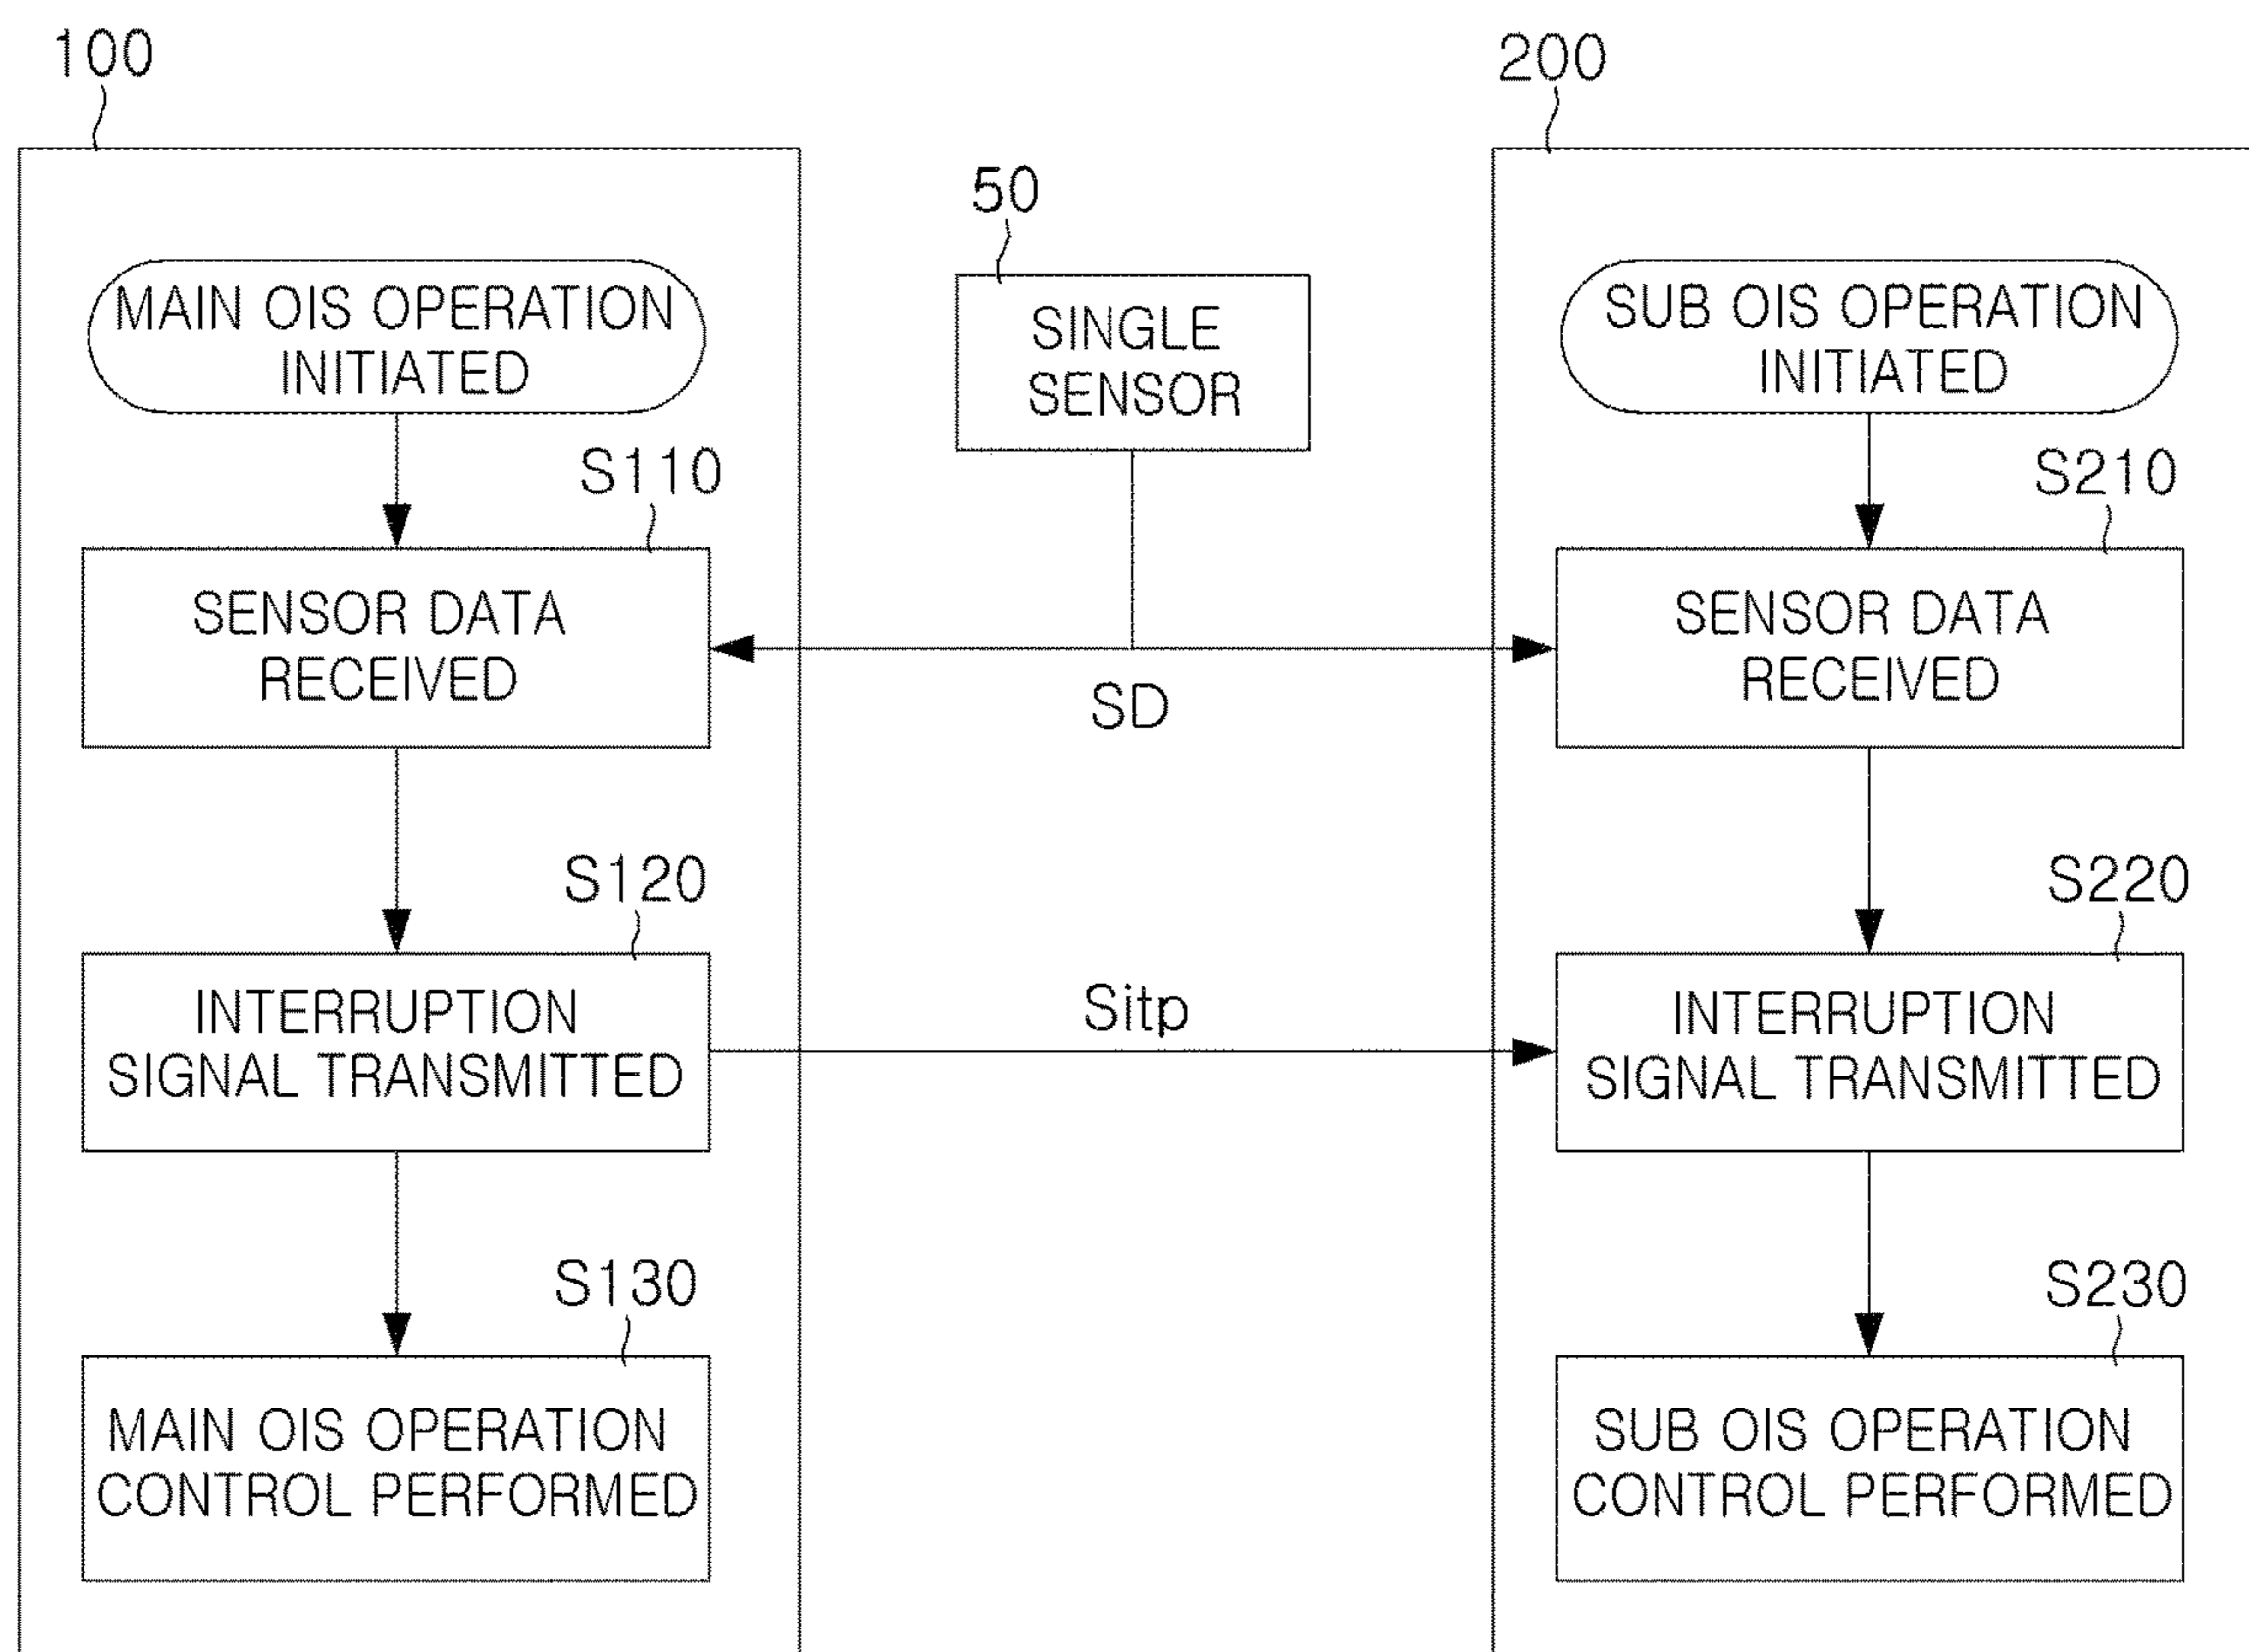 100
200
50
MAIN OIS OPERATION
INITIATED
SINGLE
SENSOR
SUB OIS OPERATION
INITIATED
S110
S210
SENSOR DATA
RECEIVED
SD
SENSOR DATA
RECEIVED
S120
S220
INTERRUPTION
SIGNAL TRANSMITTED
Sitp
INTERRUPTION
SIGNAL TRANSMITTED
S130
S230
MAIN OIS OPERATION
CONTROL PERFORMED
SUB OIS OPERATION
CONTROL PERFORMED